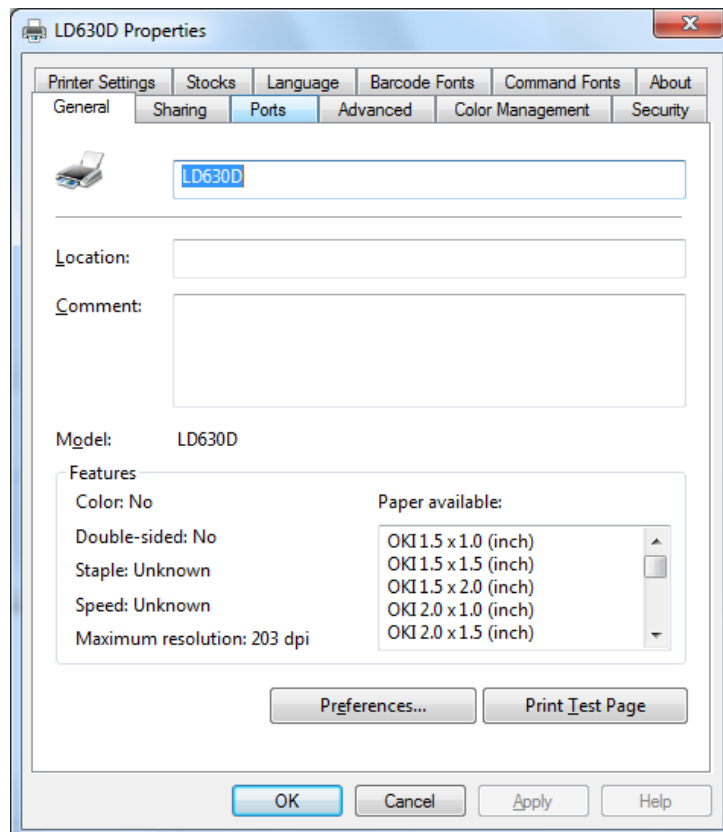 LD630D Properties
Printer Settings Stocks Language Barcode Fonts Command Fonts About
General Sharing Ports Advanced Color Management Security
LD630D
Location:
Comment:
Model: LD630D
Features
Color: No
Double-sided: No
Staple: Unknown
Speed: Unknown
Maximum resolution: 203 dpi
Paper available:
OKI 1.5 x 1.0 (inch)
OKI 1.5 x 1.5 (inch)
OKI 1.5 x 2.0 (inch)
OKI 2.0 x 1.0 (inch)
OKI 2.0 x 1.5 (inch)
Preferences... Print Test Page
OK Cancel Apply Help